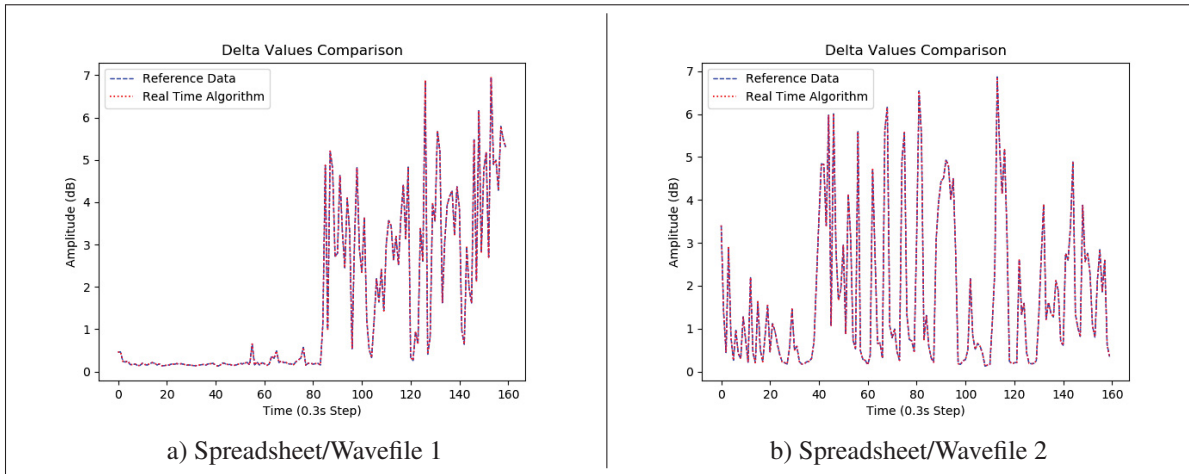 Delta Values Comparison
Reference Data
Real Time Algorithm
7
6
5
4
3
2
1
0
Amplitude (dB)
0 20 40 60 80 100 120 140 160
Time (0.3s Step)
a) Spreadsheet/Wavefile 1
Delta Values Comparison
Reference Data
Real Time Algorithm
7
6
5
4
3
2
1
0
Amplitude (dB)
0 20 40 60 80 100 120 140 160
Time (0.3s Step)
b) Spreadsheet/Wavefile 2